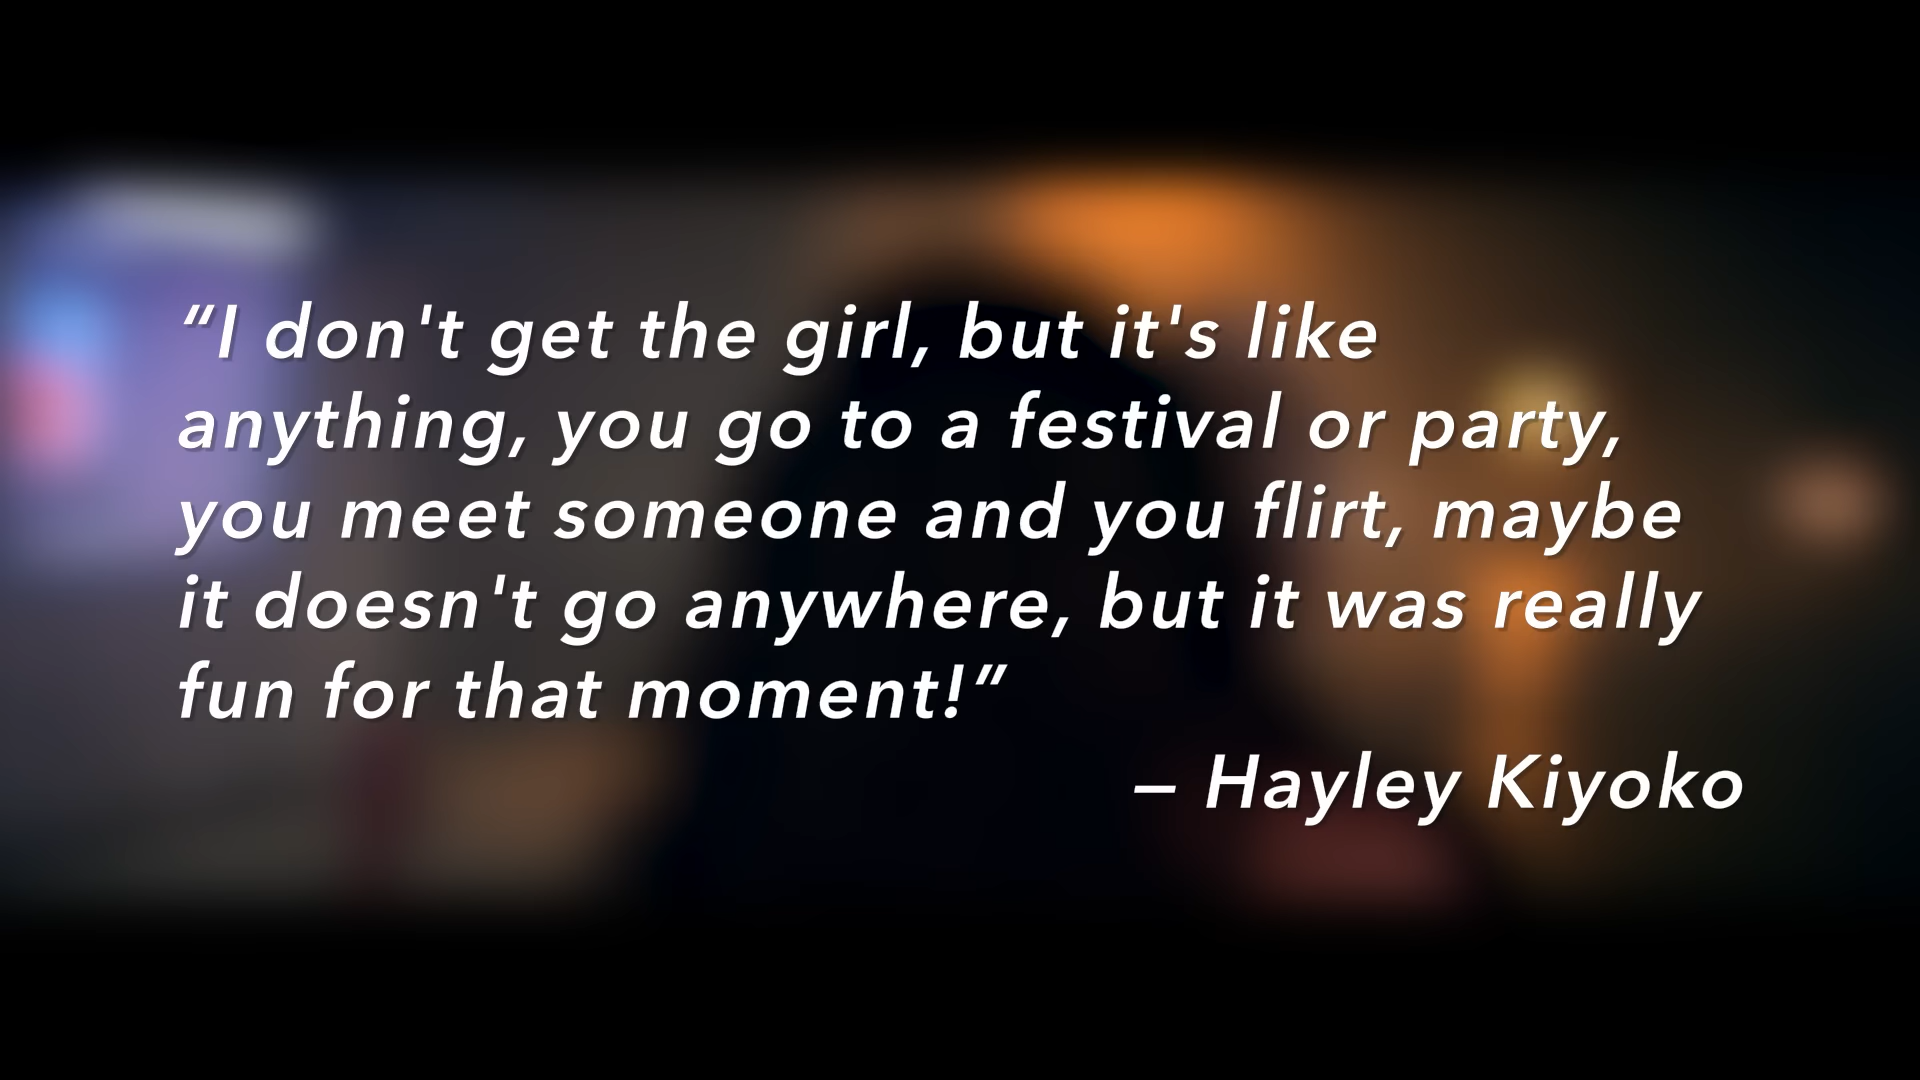 “I don't get the girl, but it's like
anything, you go to a festival or party,
you meet someone and you flirt, maybe
it doesn't go anywhere, but it was really
fun for that moment!”
– Hayley Kiyoko